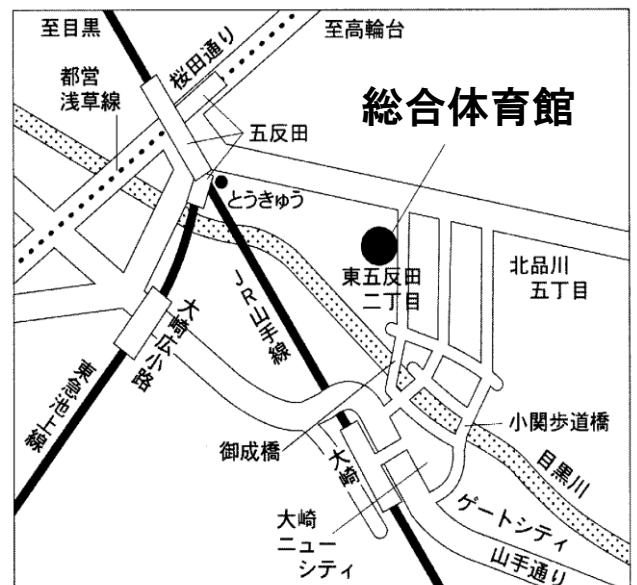 至目黒
至高輪台
桜田通り
都営
浅草線
総合体育館
五反田
とうきゅう
東五反田
二丁目
北品川
五丁目
JR山手線
大崎広小路
東急池上線
御成橋
大崎
小関歩道橋
目黒川
大崎
ニュー
シティ
ゲートシティ
山手通り